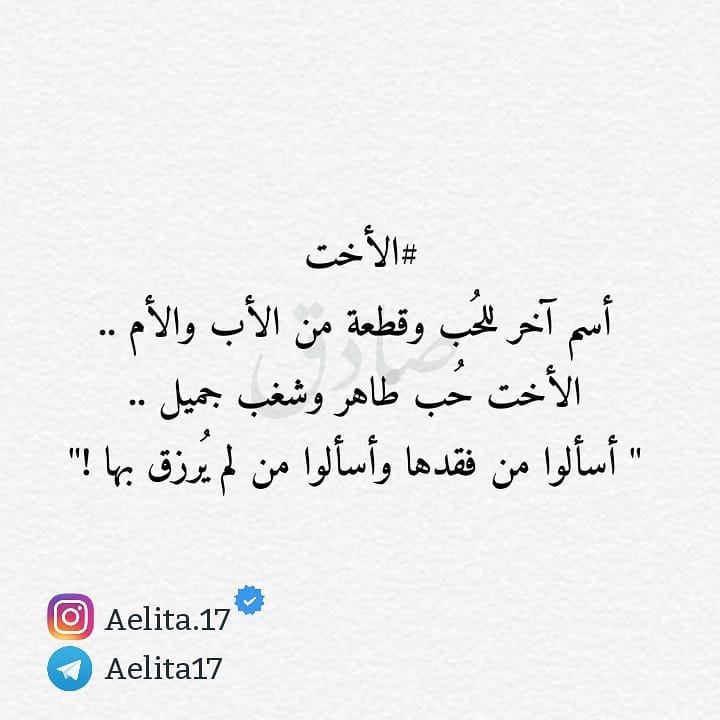 #الأخت
أسم آخر للحُب وقطعة من الأب والأم ..
الأخت حُب طاهر وشغب جميل ..
" أسألوا من فقدها وأسألوا من لم يُرزق بها !"
صادق
Aelita.17
Aelita17